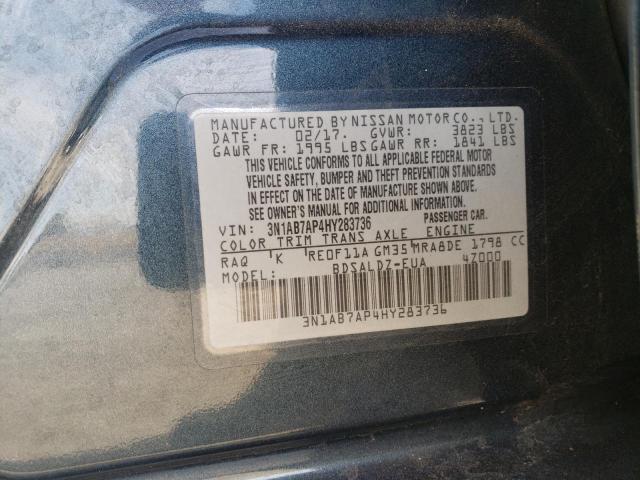 MANUFACTURED BY NISSAN MOTOR CO., LTD.
DATE: 02/17. GVWR: 3823 LBS
GAWR FR: 1995 LBS GAWR RR: 1841 LBS
THIS VEHICLE CONFORMS TO ALL APPLICABLE FEDERAL MOTOR
VEHICLE SAFETY, BUMPER AND THEFT PREVENTION STANDARDS
IN EFFECT ON THE DATE OF MANUFACTURE SHOWN ABOVE.
SEE OWNER'S MANUAL FOR ADDITIONAL INFORMATION.
VIN: 3N1AB7AP4HY283736 PASSENGER CAR.
COLOR TRIM TRANS AXLE ENGINE
RAQ K RE0F11A GM35 MRA8DE 1798 CC
BDSALDZ-EUA 47000
3N1AB7AP4HY283736